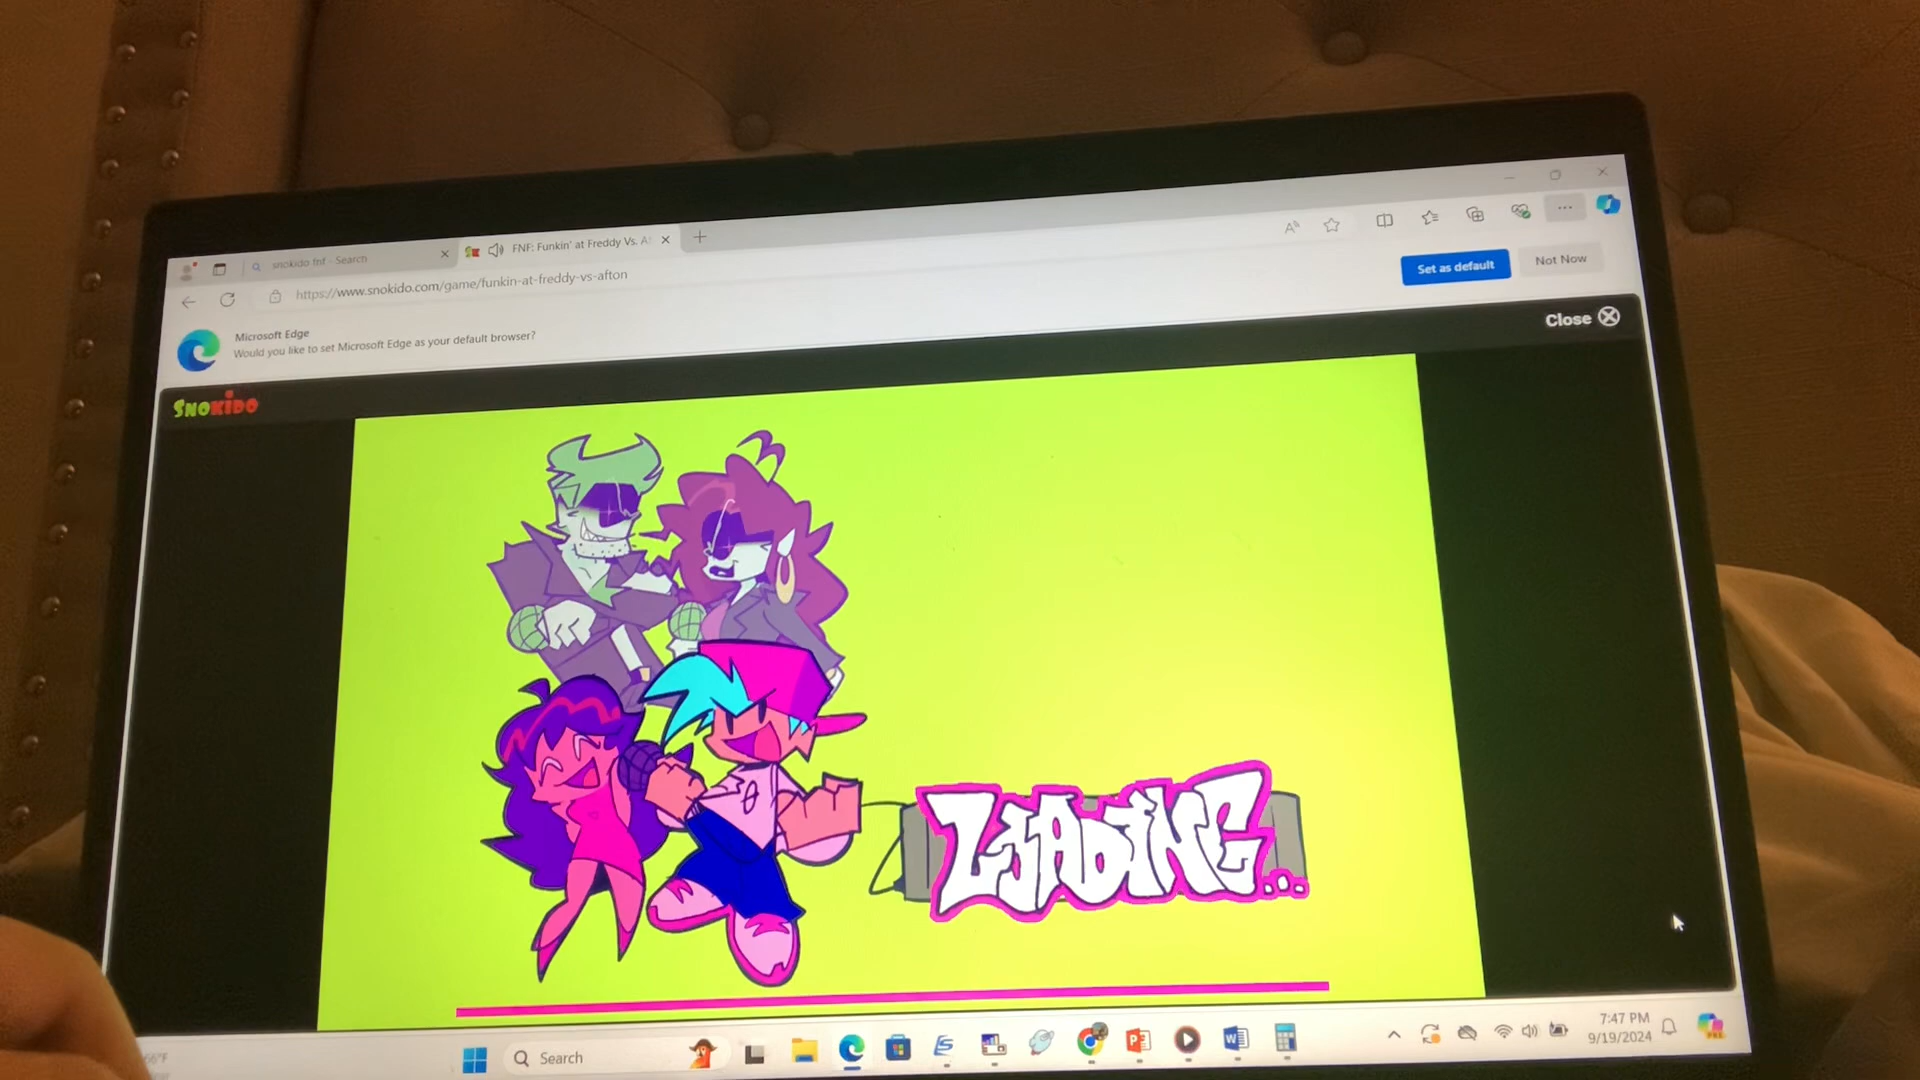 snokido fnf - Search
FNF: Funkin' at Freddy Vs. A
https://www.snokido.com/game/funkin-at-freddy-vs-afton
Set as default
Not Now
Microsoft Edge
Would you like to set Microsoft Edge as your default browser?
Close
SNOKIDO
LOADING...
66°F
Search
7:47 PM
9/19/2024